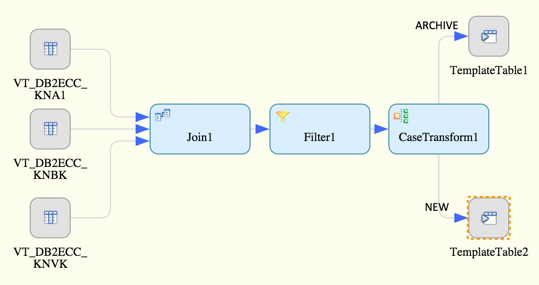 ARCHIVE
TemplateTable1
VT_DB2ECC_
KNA1
VT_DB2ECC_
KNBK
VT_DB2ECC_
KNVK
Join1
Filter1
CaseTransform1
NEW
TemplateTable2